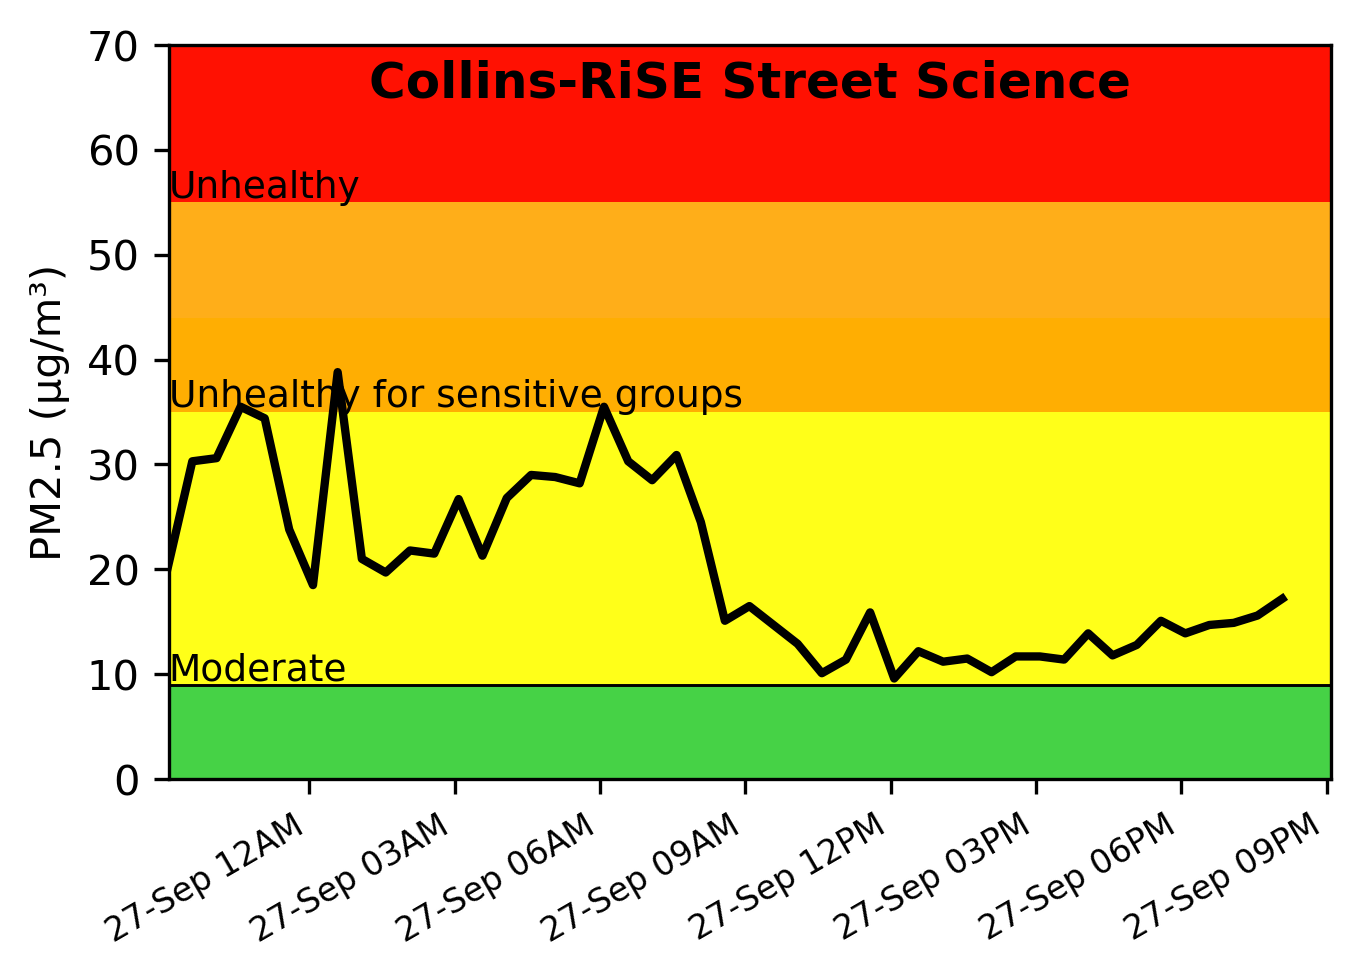 Collins-RiSE Street Science
70
60
50
40
30
20
10
0
PM2.5 (µg/m³)
Unhealthy
Unhealthy for sensitive groups
Moderate
27-Sep 12AM
27-Sep 03AM
27-Sep 06AM
27-Sep 09AM
27-Sep 12PM
27-Sep 03PM
27-Sep 06PM
27-Sep 09PM